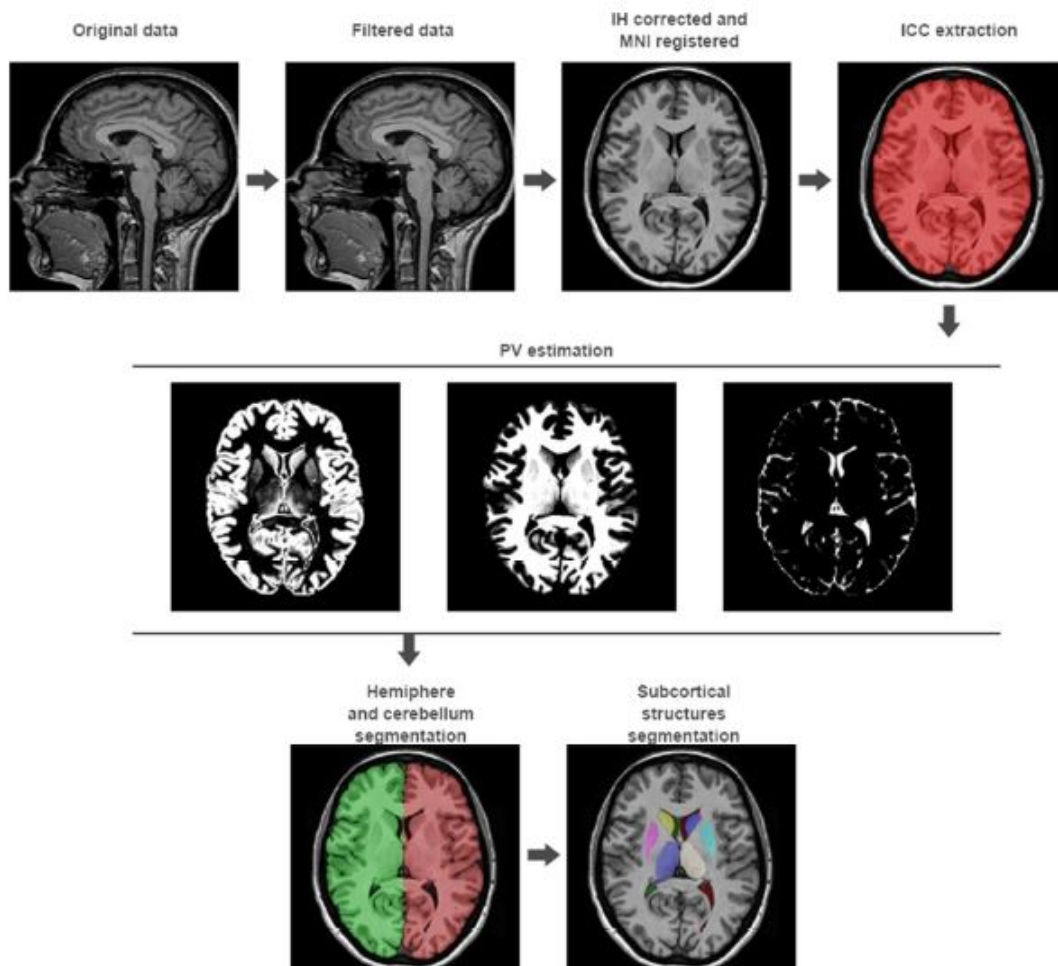 Original data
Filtered data
IH corrected and
MNI registered
ICC extraction
PV estimation
Hemiphere
and cerebellum
segmentation
Subcortical
structures
segmentation